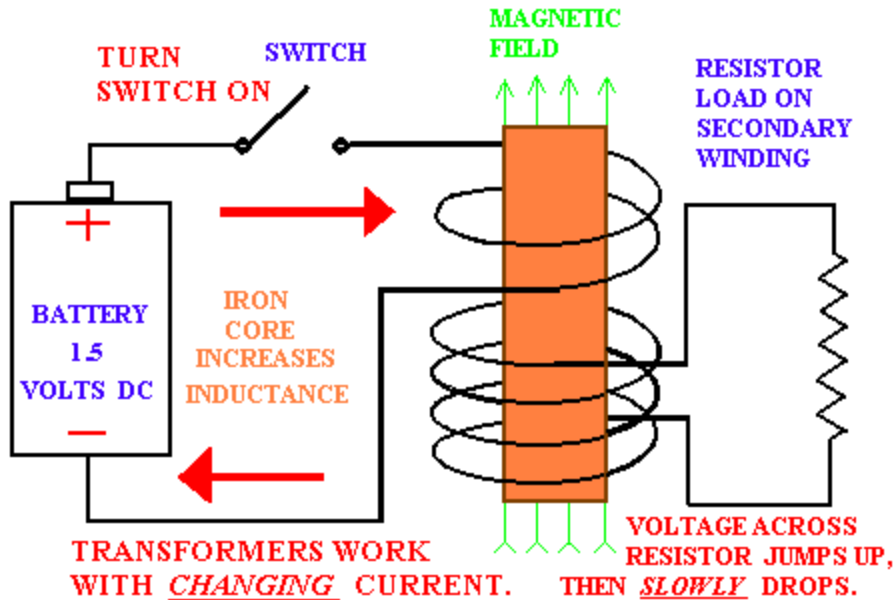 MAGNETIC
FIELD
TURN
SWITCH ON
SWITCH
RESISTOR
LOAD ON
SECONDARY
WINDING
+
BATTERY
1.5
VOLTS DC
−
IRON
CORE
INCREASES
INDUCTANCE
TRANSFORMERS WORK
WITH CHANGING CURRENT.
VOLTAGE ACROSS
RESISTOR JUMPS UP,
THEN SLOWLY DROPS.